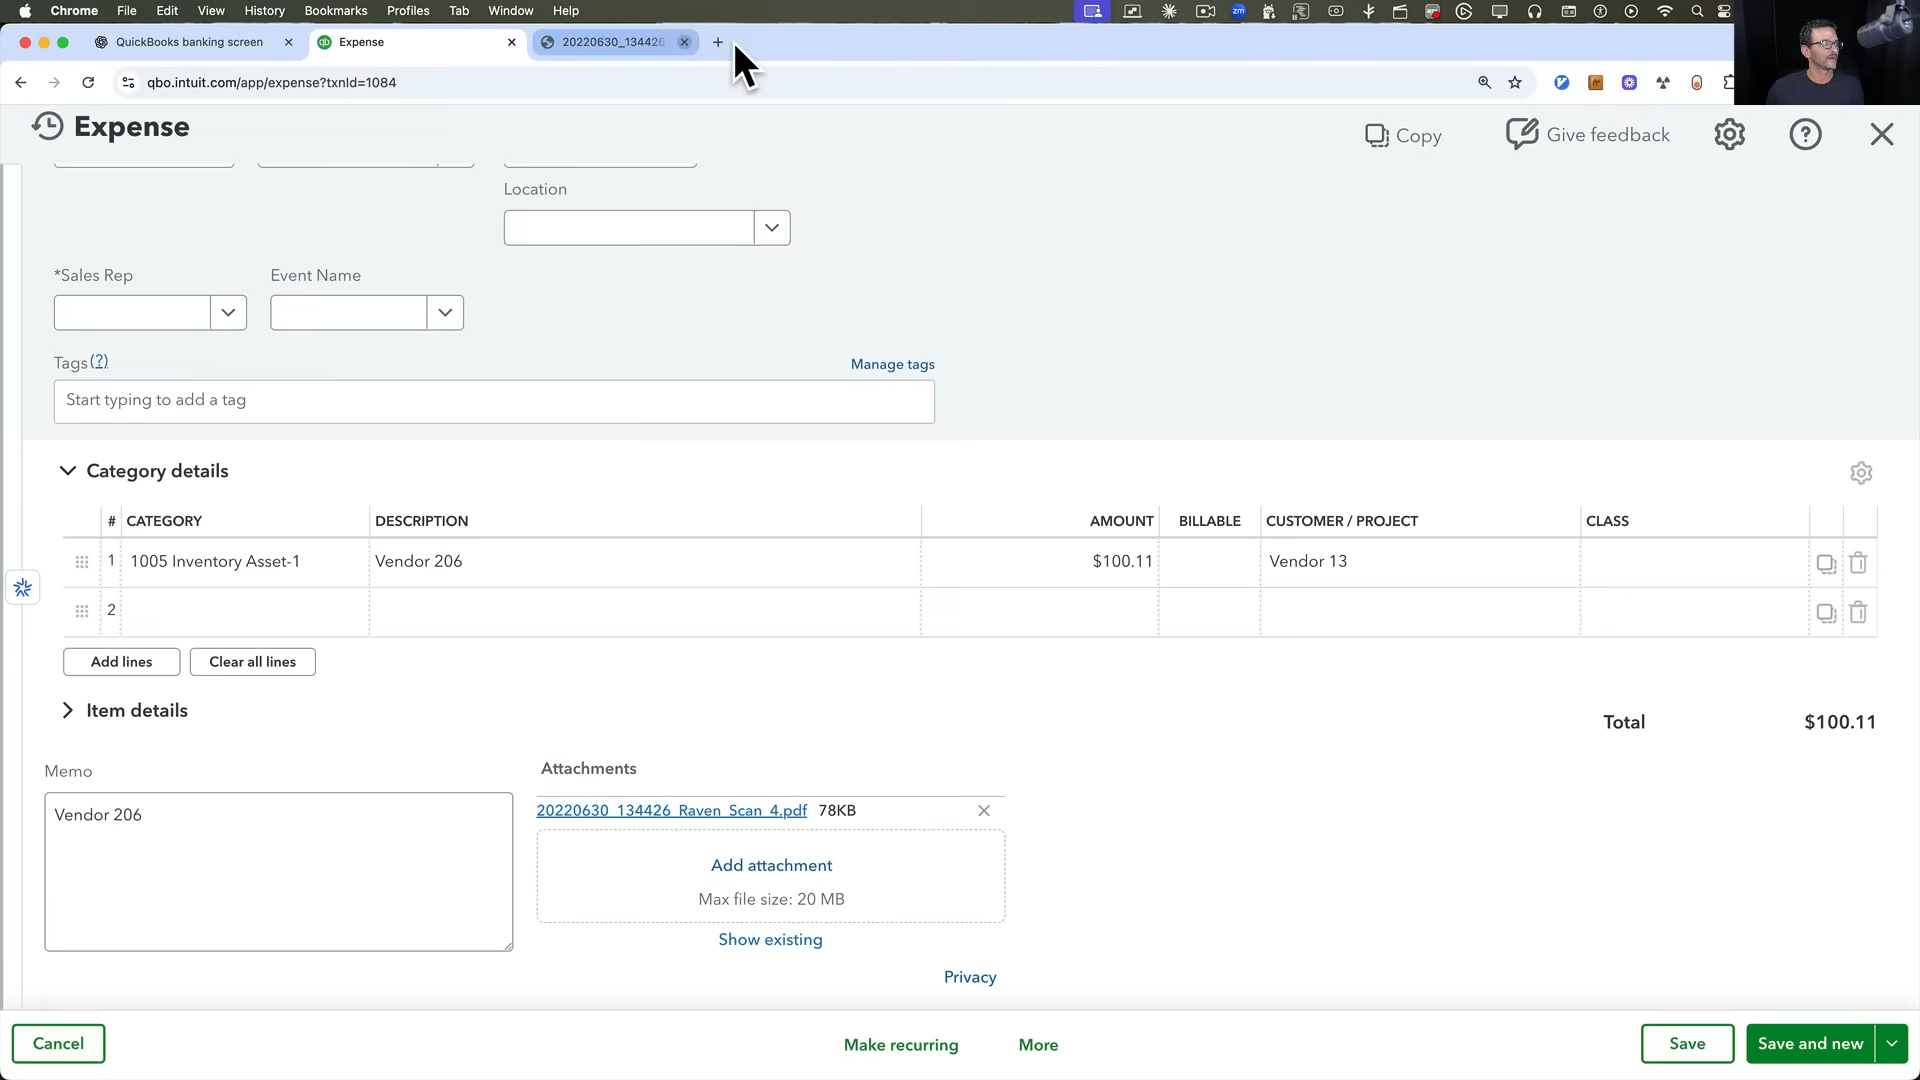 Chrome File Edit View History Bookmarks Profiles Tab Window Help
QuickBooks banking screen Expense 20220630_134426
qbo.intuit.com/app/expense?txnId=1084
Expense Copy Give feedback
Location
*Sales Rep Event Name
Tags(?) Manage tags
Start typing to add a tag
Category details
# CATEGORY DESCRIPTION AMOUNT BILLABLE CUSTOMER / PROJECT CLASS
1 1005 Inventory Asset-1 Vendor 206 $100.11 Vendor 13
2
Add lines Clear all lines
Item details Total $100.11
Memo Attachments
Vendor 206 20220630_134426_Raven_Scan_4.pdf 78KB
Add attachment
Max file size: 20 MB
Show existing
Privacy
Cancel Make recurring More Save Save and new